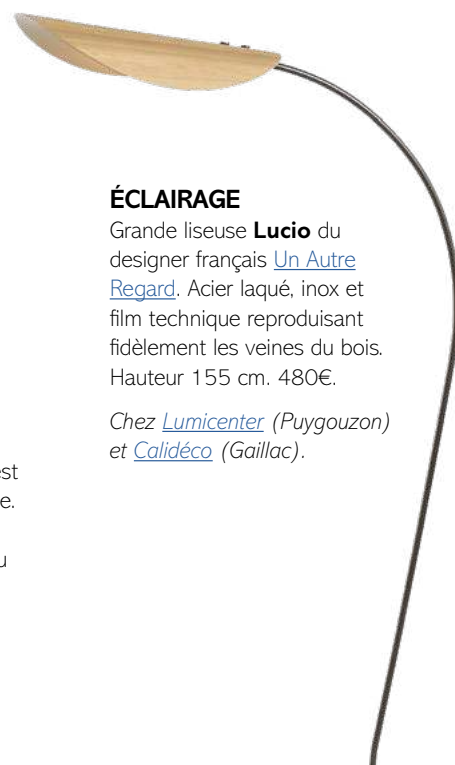 ÉCLAIRAGE
Grande liseuse Lucio du
designer français Un Autre
Regard. Acier laqué, inox et
film technique reproduisant
fidèlement les veines du bois.
Hauteur 155 cm. 480€.
Chez Lumicenter (Puygouzon)
et Calidéco (Gaillac).